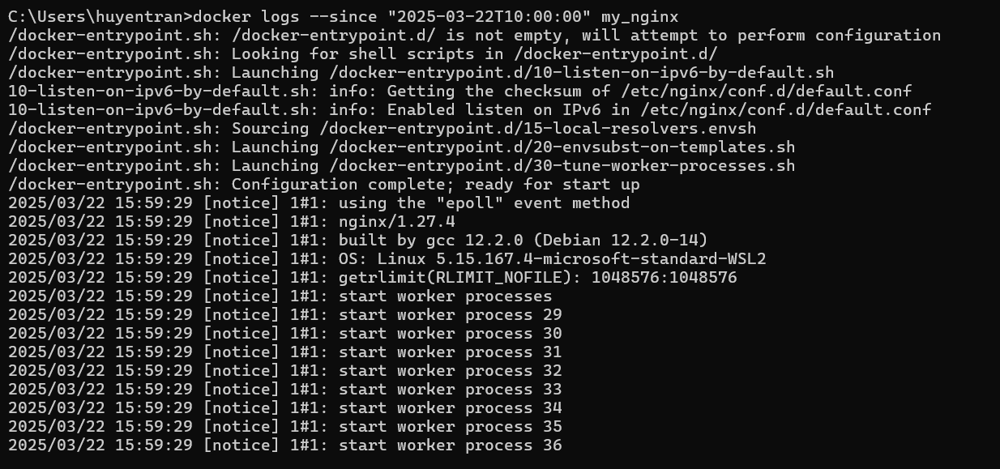 C:\Users\huyentran>docker logs --since "2025-03-22T10:00:00" my_nginx
/docker-entrypoint.sh: /docker-entrypoint.d/ is not empty, will attempt to perform configuration
/docker-entrypoint.sh: Looking for shell scripts in /docker-entrypoint.d/
/docker-entrypoint.sh: Launching /docker-entrypoint.d/10-listen-on-ipv6-by-default.sh
10-listen-on-ipv6-by-default.sh: info: Getting the checksum of /etc/nginx/conf.d/default.conf
10-listen-on-ipv6-by-default.sh: info: Enabled listen on IPv6 in /etc/nginx/conf.d/default.conf
/docker-entrypoint.sh: Sourcing /docker-entrypoint.d/15-local-resolvers.envsh
/docker-entrypoint.sh: Launching /docker-entrypoint.d/20-envsubst-on-templates.sh
/docker-entrypoint.sh: Launching /docker-entrypoint.d/30-tune-worker-processes.sh
/docker-entrypoint.sh: Configuration complete; ready for start up
2025/03/22 15:59:29 [notice] 1#1: using the "epoll" event method
2025/03/22 15:59:29 [notice] 1#1: nginx/1.27.4
2025/03/22 15:59:29 [notice] 1#1: built by gcc 12.2.0 (Debian 12.2.0-14)
2025/03/22 15:59:29 [notice] 1#1: OS: Linux 5.15.167.4-microsoft-standard-WSL2
2025/03/22 15:59:29 [notice] 1#1: getrlimit(RLIMIT_NOFILE): 1048576:1048576
2025/03/22 15:59:29 [notice] 1#1: start worker processes
2025/03/22 15:59:29 [notice] 1#1: start worker process 29
2025/03/22 15:59:29 [notice] 1#1: start worker process 30
2025/03/22 15:59:29 [notice] 1#1: start worker process 31
2025/03/22 15:59:29 [notice] 1#1: start worker process 32
2025/03/22 15:59:29 [notice] 1#1: start worker process 33
2025/03/22 15:59:29 [notice] 1#1: start worker process 34
2025/03/22 15:59:29 [notice] 1#1: start worker process 35
2025/03/22 15:59:29 [notice] 1#1: start worker process 36